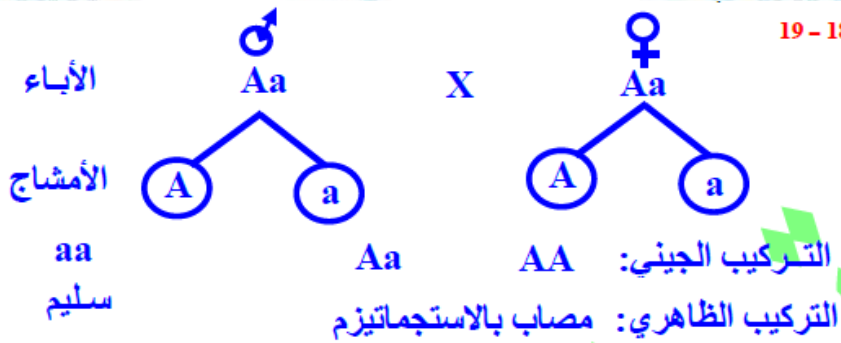 19 – 18
الأبـاء Aa X Aa
الأمشاج A a A a
التـركيب الجيني: AA Aa aa
التركيب الظاهري: مصاب بالاستجماتيزم سليم